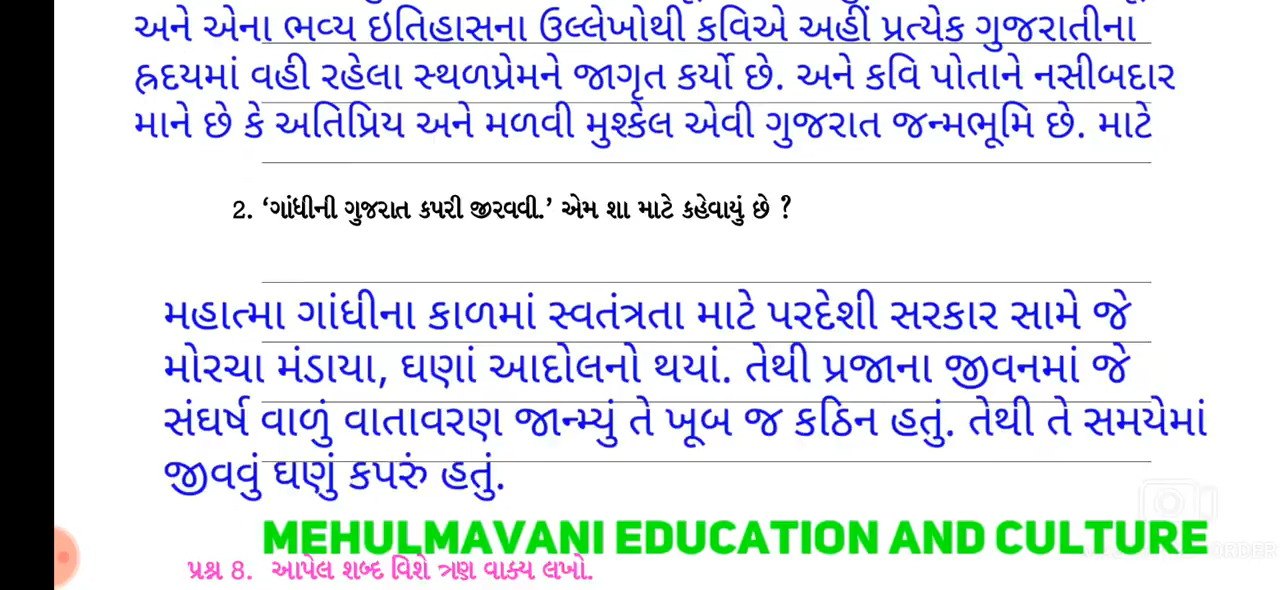 અને એના ભવ્ય ઇતિહાસના ઉલ્લેખોથી કવિએ અહીં પ્રત્યેક ગુજરાતીના
હ્રદયમાં વહી રહેલા સ્થળપ્રેમને જાગૃત કર્યો છે. અને કવિ પોતાને નસીબદાર
માને છે કે અતિપ્રિય અને મળવી મુશ્કેલ એવી ગુજરાત જન્મભૂમિ છે. માટે
2. ‘ગાંધીની ગુજરાત કપરી જીરવવી.’ એમ શા માટે કહેવાયું છે ?
મહાત્મા ગાંધીના કાળમાં સ્વતંત્રતા માટે પરદેશી સરકાર સામે જે
મોરચા મંડાયા, ઘણાં આદોલનો થયાં. તેથી પ્રજાના જીવનમાં જે
સંઘર્ષ વાળું વાતાવરણ જાન્મ્યું તે ખૂબ જ કઠિન હતું. તેથી તે સમયેમાં
જીવવું ઘણું કપરું હતું.
MEHULMAVANI EDUCATION AND CULTURE
પ્રશ્ન 8. આપેલ શબ્દ વિશે ત્રણ વાક્ય લખો.